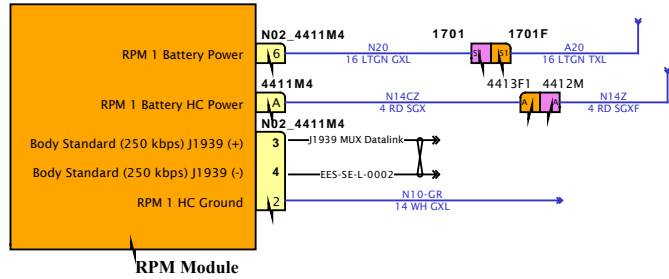 N02_4411M4 1701 1701F
RPM 1 Battery Power 6 N20 51 51 A20
16 LTGN GXL 16 LTGN TXL
4411M4 4413F1 4412M
RPM 1 Battery HC Power A N14CZ A A N14Z
4 RD SGX 4 RD SGXF
N02_4411M4
Body Standard (250 kbps) J1939 (+) 3 J1939 MUX Datalink
Body Standard (250 kbps) J1939 (-) 4 EES-SE-L-0002
RPM 1 HC Ground 2 N10-GR
14 WH GXL
RPM Module